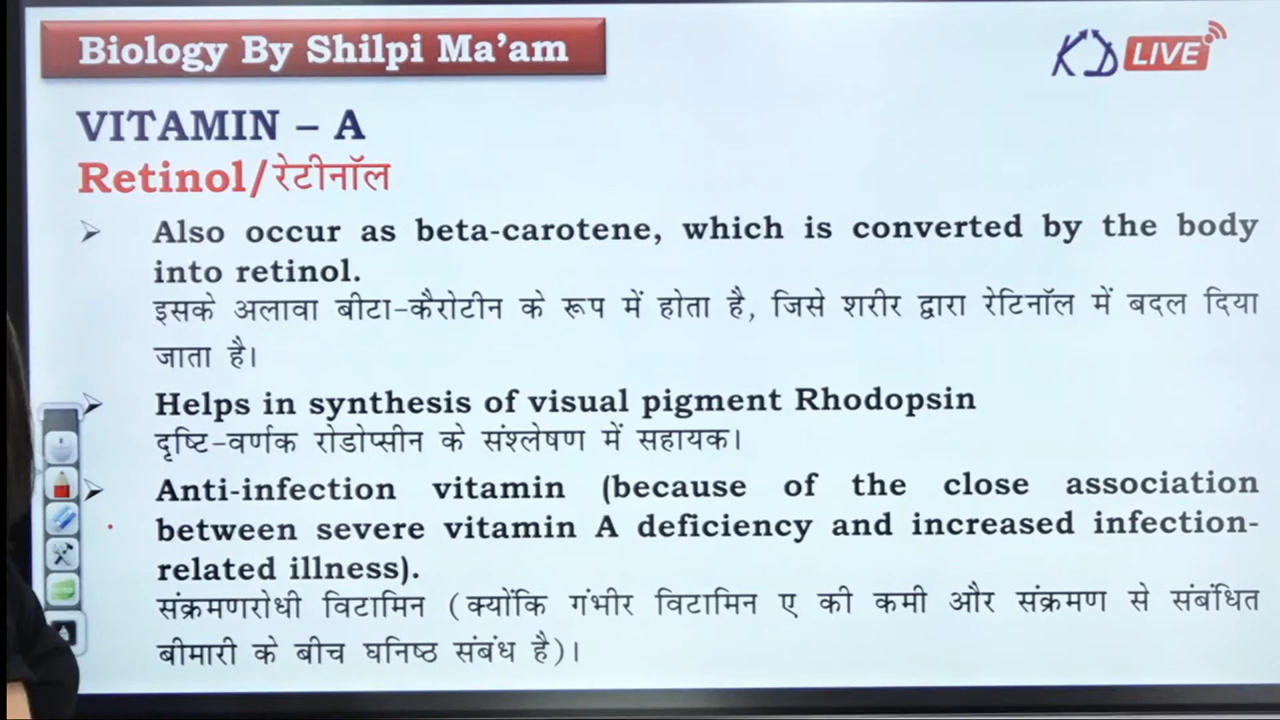 Biology By Shilpi Ma’am
KD LIVE
VITAMIN – A
Retinol/रेटीनॉल
➢ Also occur as beta-carotene, which is converted by the body
into retinol.
इसके अलावा बीटा-कैरोटीन के रूप में होता है, जिसे शरीर द्वारा रेटिनॉल में बदल दिया
जाता है।
➢ Helps in synthesis of visual pigment Rhodopsin
दृष्टि-वर्णक रोडोप्सीन के संश्लेषण में सहायक।
➢ Anti-infection vitamin (because of the close association
between severe vitamin A deficiency and increased infection-
related illness).
संक्रमणरोधी विटामिन (क्योंकि गंभीर विटामिन ए की कमी और संक्रमण से संबंधित
बीमारी के बीच घनिष्ठ संबंध है)।